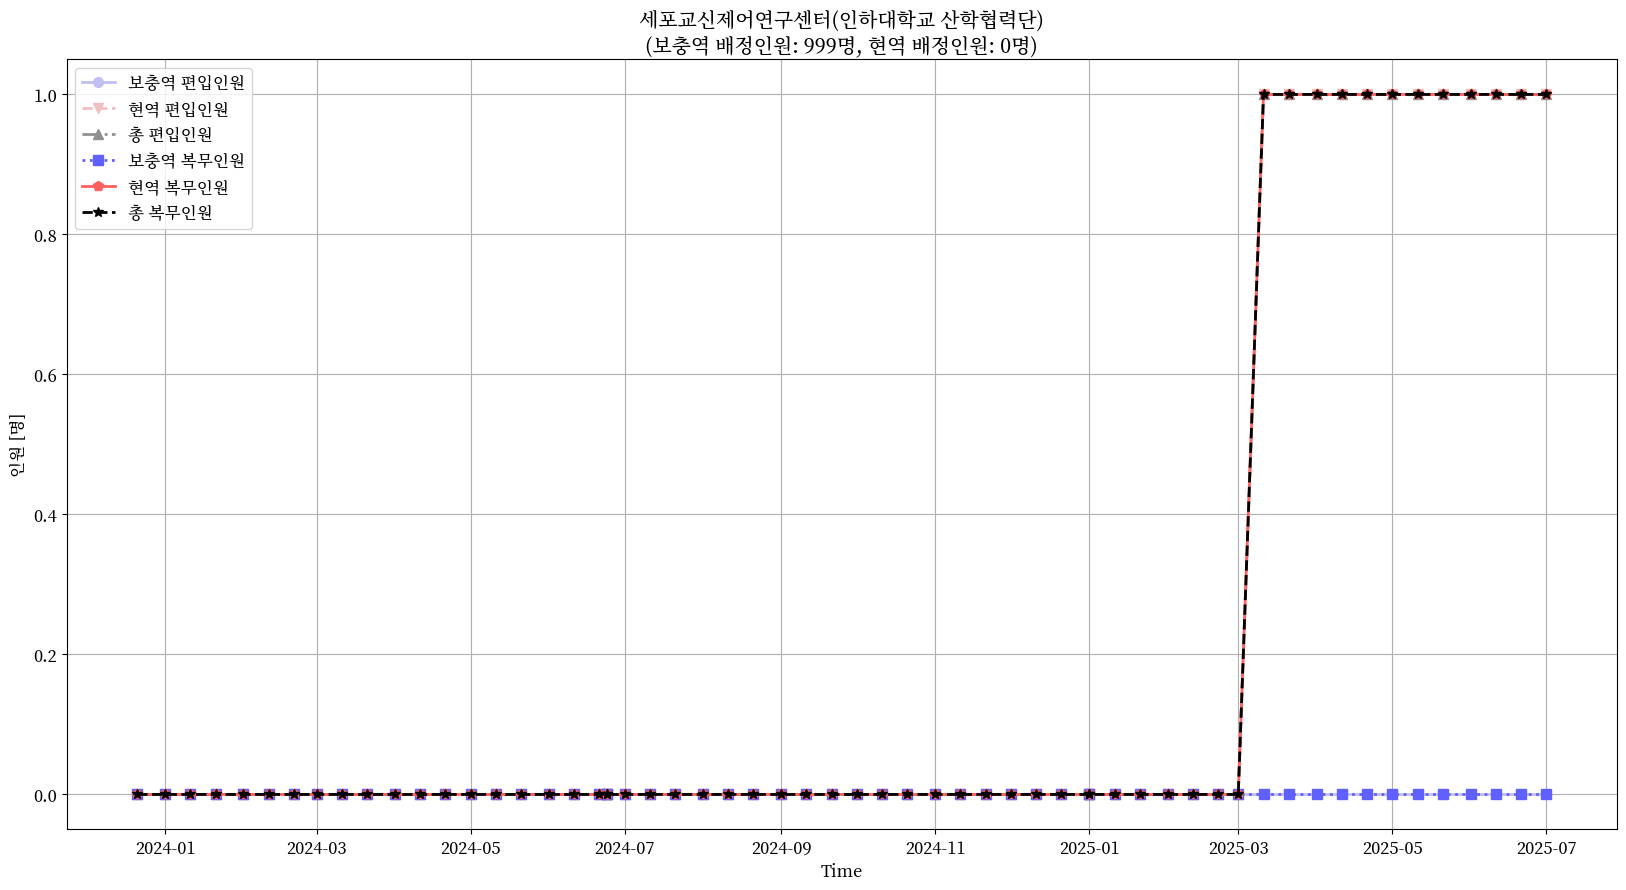 세포교신제어연구센터(인하대학교 산학협력단)
(보충역 배정인원: 999명, 현역 배정인원: 0명)
보충역 편입인원
현역 편입인원
총 편입인원
보충역 복무인원
현역 복무인원
총 복무인원
1.0
0.8
0.6
0.4
0.2
0.0
인원 [명]
2024-01
2024-03
2024-05
2024-07
2024-09
2024-11
2025-01
2025-03
2025-05
2025-07
Time